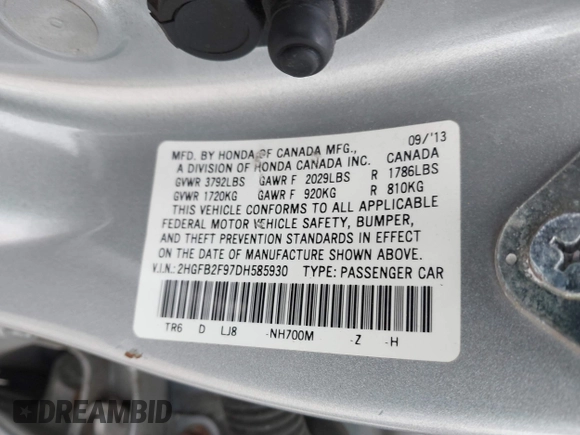 09/'13
MFD. BY HONDA OF CANADA MFG., CANADA
A DIVISION OF HONDA CANADA INC.
GVWR 3792LBS GAWR F 2029LBS R 1786LBS
GVWR 1720KG GAWR F 920KG R 810KG
THIS VEHICLE CONFORMS TO ALL APPLICABLE
FEDERAL MOTOR VEHICLE SAFETY, BUMPER,
AND THEFT PREVENTION STANDARDS IN EFFECT
ON THE DATE OF MANUFACTURE SHOWN ABOVE.
V.I.N.: 2HGFB2F97DH585930 TYPE: PASSENGER CAR
TR6 D LJ8 -NH700M -Z -H
DREAMBID